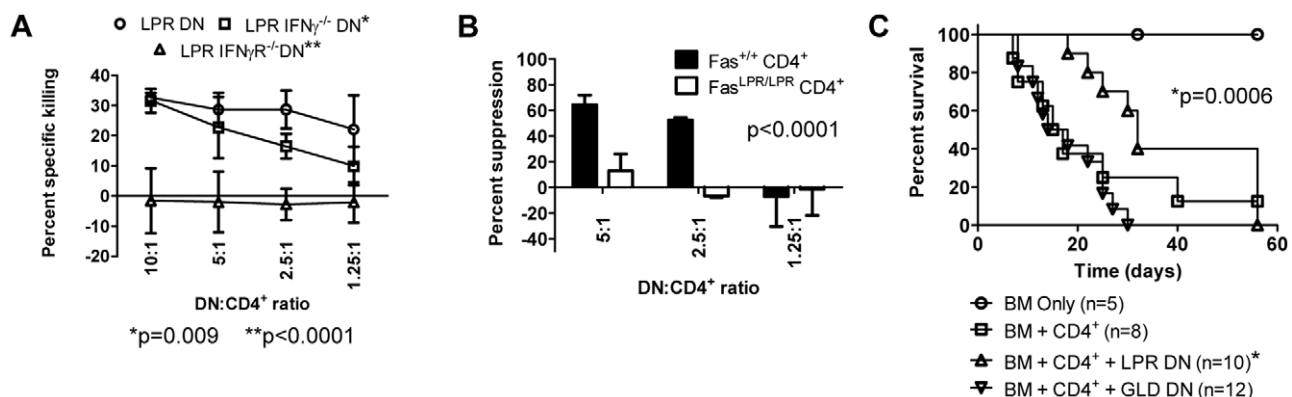 A
LPR DN
LPR IFNγ-/- DN*
LPR IFNγR-/-DN**
Percent specific killing
40
30
20
10
0
-10
-20
10:1
5:1
2.5:1
1.25:1
DN:CD4+ ratio
*p=0.009 **p<0.0001
B
Fas+/+ CD4+
FasLPR/LPR CD4+
p<0.0001
Percent suppression
100
80
60
40
20
0
-20
-40
5:1
2.5:1
1.25:1
DN:CD4+ ratio
C
*p=0.0006
Percent survival
100
80
60
40
20
0
0 20 40 60
Time (days)
BM Only (n=5)
BM + CD4+ (n=8)
BM + CD4+ + LPR DN (n=10)*
BM + CD4+ + GLD DN (n=12)